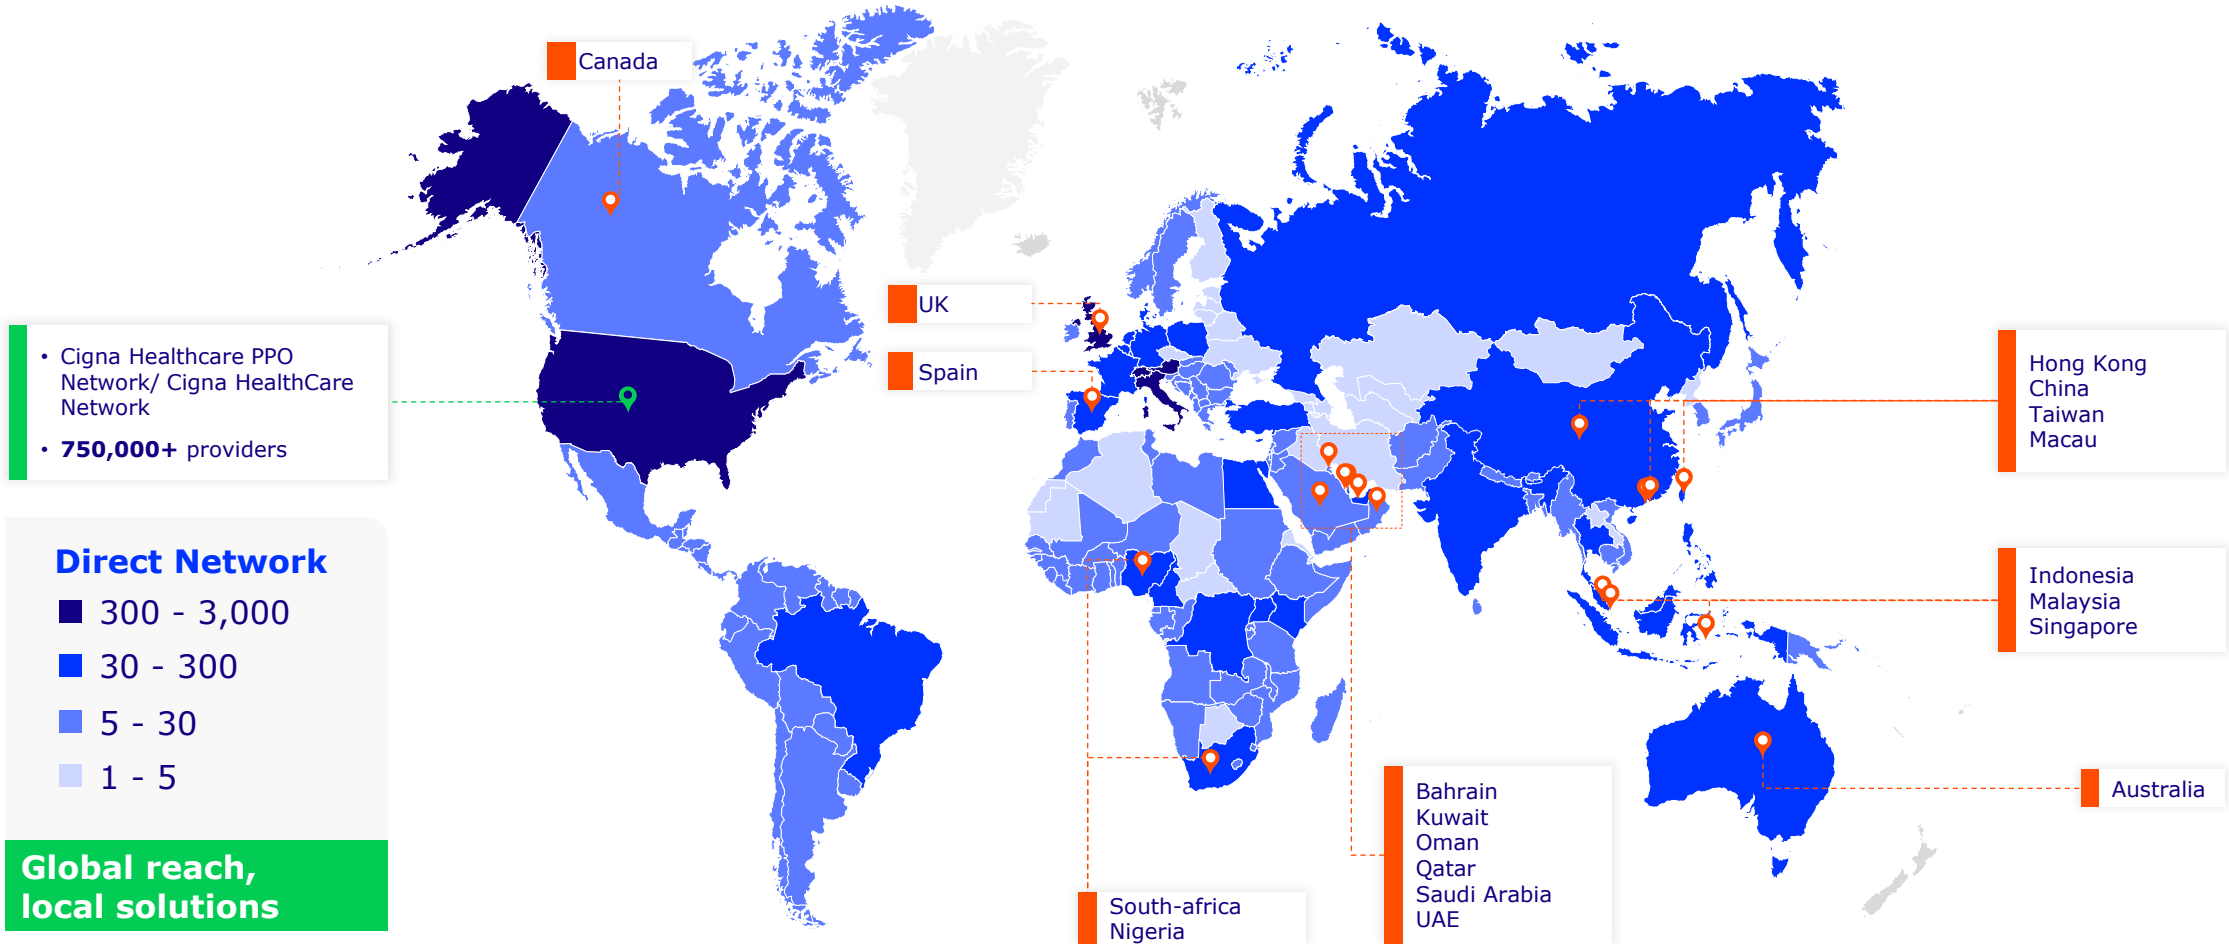 Canada
UK
Spain
• Cigna Healthcare PPO
Network/ Cigna HealthCare
Network
• 750,000+ providers
Direct Network
300 - 3,000
30 - 300
5 - 30
1 - 5
Global reach,
local solutions
Hong Kong
China
Taiwan
Macau
Indonesia
Malaysia
Singapore
Australia
Bahrain
Kuwait
Oman
Qatar
Saudi Arabia
UAE
South-africa
Nigeria